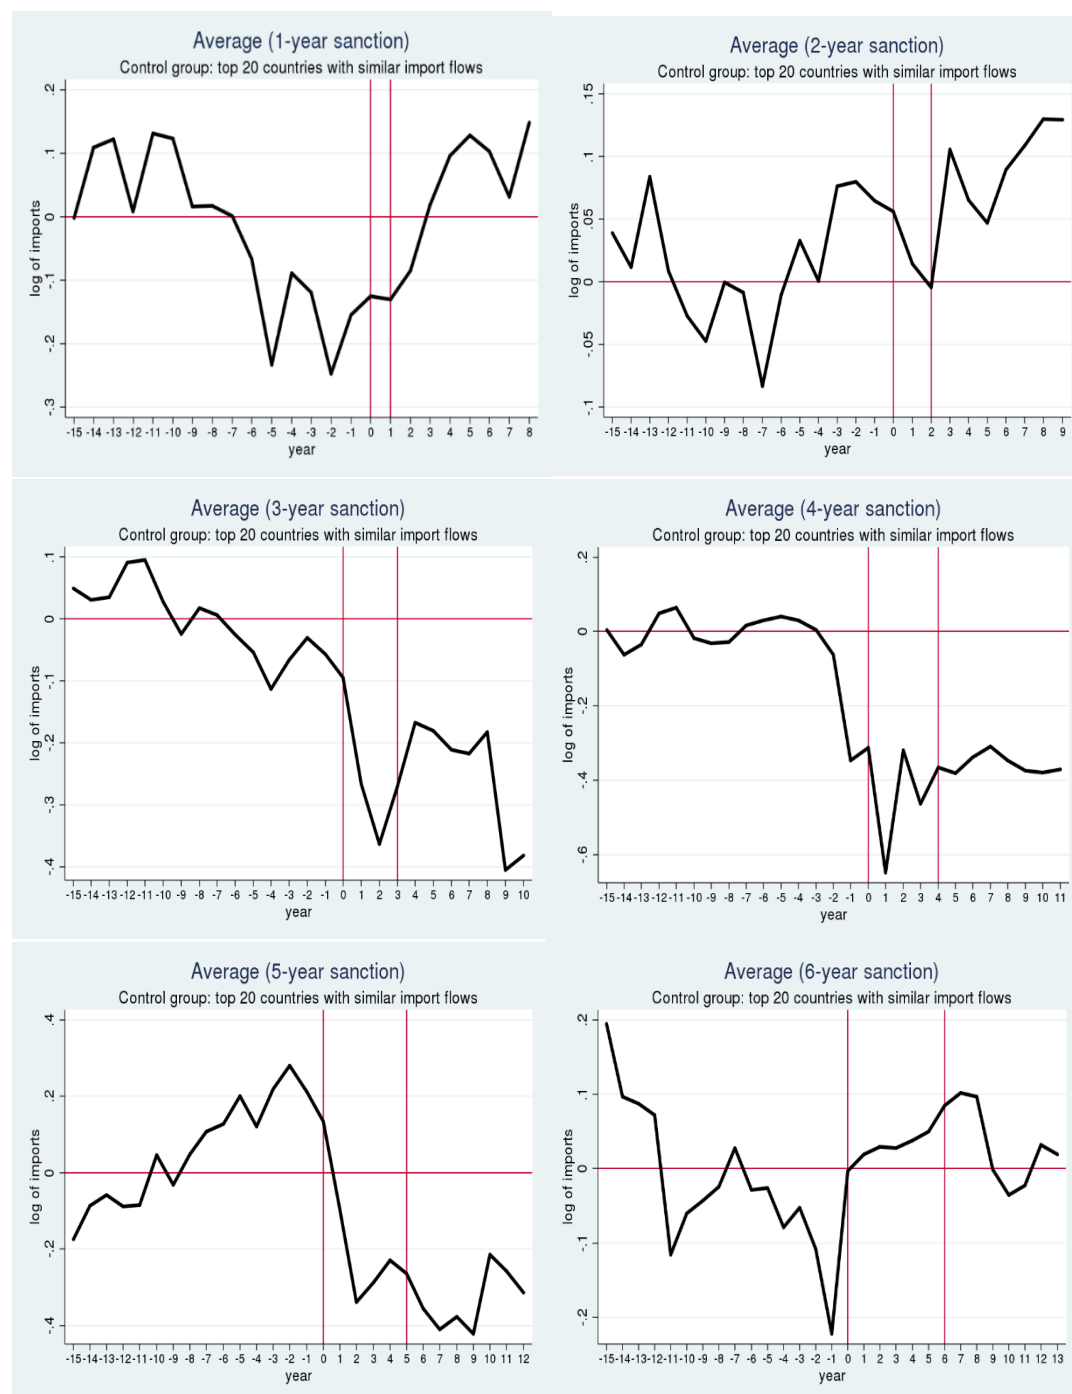 Average (1-year sanction)
Control group: top 20 countries with similar import flows
log of imports
.2
.1
0
-.1
-.2
-.3
-15 -14 -13 -12 -11 -10 -9 -8 -7 -6 -5 -4 -3 -2 -1 0 1 2 3 4 5 6 7 8
year
Average (2-year sanction)
Control group: top 20 countries with similar import flows
log of imports
.15
.1
.05
0
-.05
-.1
-15 -14 -13 -12 -11 -10 -9 -8 -7 -6 -5 -4 -3 -2 -1 0 1 2 3 4 5 6 7 8 9
year
Average (3-year sanction)
Control group: top 20 countries with similar import flows
log of imports
.1
0
-.1
-.2
-.3
-.4
-15 -14 -13 -12 -11 -10 -9 -8 -7 -6 -5 -4 -3 -2 -1 0 1 2 3 4 5 6 7 8 9 10
year
Average (4-year sanction)
Control group: top 20 countries with similar import flows
log of imports
.2
0
-.2
-.4
-.6
-15 -14 -13 -12 -11 -10 -9 -8 -7 -6 -5 -4 -3 -2 -1 0 1 2 3 4 5 6 7 8 9 10 11
year
Average (5-year sanction)
Control group: top 20 countries with similar import flows
log of imports
.4
.2
0
-.2
-.4
-15 -14 -13 -12 -11 -10 -9 -8 -7 -6 -5 -4 -3 -2 -1 0 1 2 3 4 5 6 7 8 9 10 11 12
year
Average (6-year sanction)
Control group: top 20 countries with similar import flows
log of imports
.2
.1
0
-.1
-.2
-15 -14 -13 -12 -11 -10 -9 -8 -7 -6 -5 -4 -3 -2 -1 0 1 2 3 4 5 6 7 8 9 10 11 12 13
year